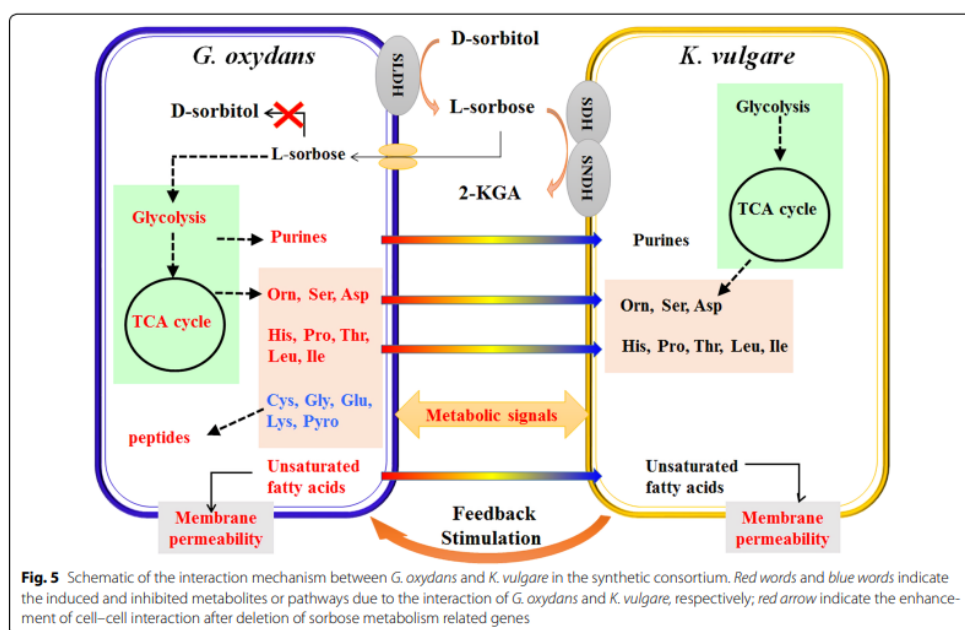 G. oxydans
SLDH
D-sorbitol
K. vulgare
D-sorbitol
L-sorbose
SDH
Glycolysis
L-sorbose
SNDH
2-KGA
TCA cycle
Glycolysis
Purines
Purines
Orn, Ser, Asp
Orn, Ser, Asp
TCA cycle
His, Pro, Thr,
Leu, Ile
His, Pro, Thr, Leu, Ile
Cys, Gly, Glu,
Lys, Pyro
Metabolic signals
peptides
Unsaturated
fatty acids
Unsaturated
fatty acids
Membrane
permeability
Feedback
Stimulation
Membrane
permeability
Fig. 5 Schematic of the interaction mechanism between G. oxydans and K. vulgare in the synthetic consortium. Red words and blue words indicate
the induced and inhibited metabolites or pathways due to the interaction of G. oxydans and K. vulgare, respectively; red arrow indicate the enhance-
ment of cell–cell interaction after deletion of sorbose metabolism related genes